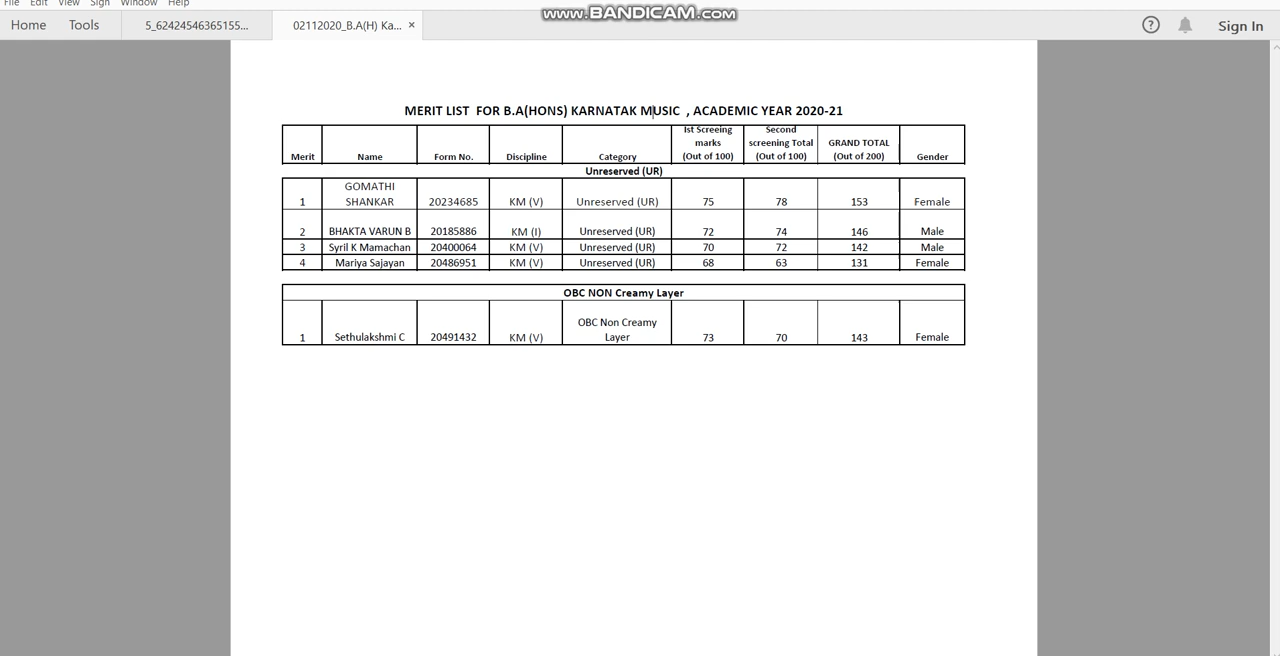 File Edit View Sign Window Help
www.BANDICAM.com
Home Tools 5_62424546365155... 02112020_B.A(H) Ka... × ? Sign In
MERIT LIST FOR B.A(HONS) KARNATAK MUSIC , ACADEMIC YEAR 2020-21
Merit Name Form No. Discipline Category Ist Screeing marks (Out of 100) Second screening Total (Out of 100) GRAND TOTAL (Out of 200) Gender
Unreserved (UR)
1 GOMATHI SHANKAR 20234685 KM (V) Unreserved (UR) 75 78 153 Female
2 BHAKTA VARUN B 20185886 KM (I) Unreserved (UR) 72 74 146 Male
3 Syril K Mamachan 20400064 KM (V) Unreserved (UR) 70 72 142 Male
4 Mariya Sajayan 20486951 KM (V) Unreserved (UR) 68 63 131 Female
OBC NON Creamy Layer
1 Sethulakshmi C 20491432 KM (V) OBC Non Creamy Layer 73 70 143 Female